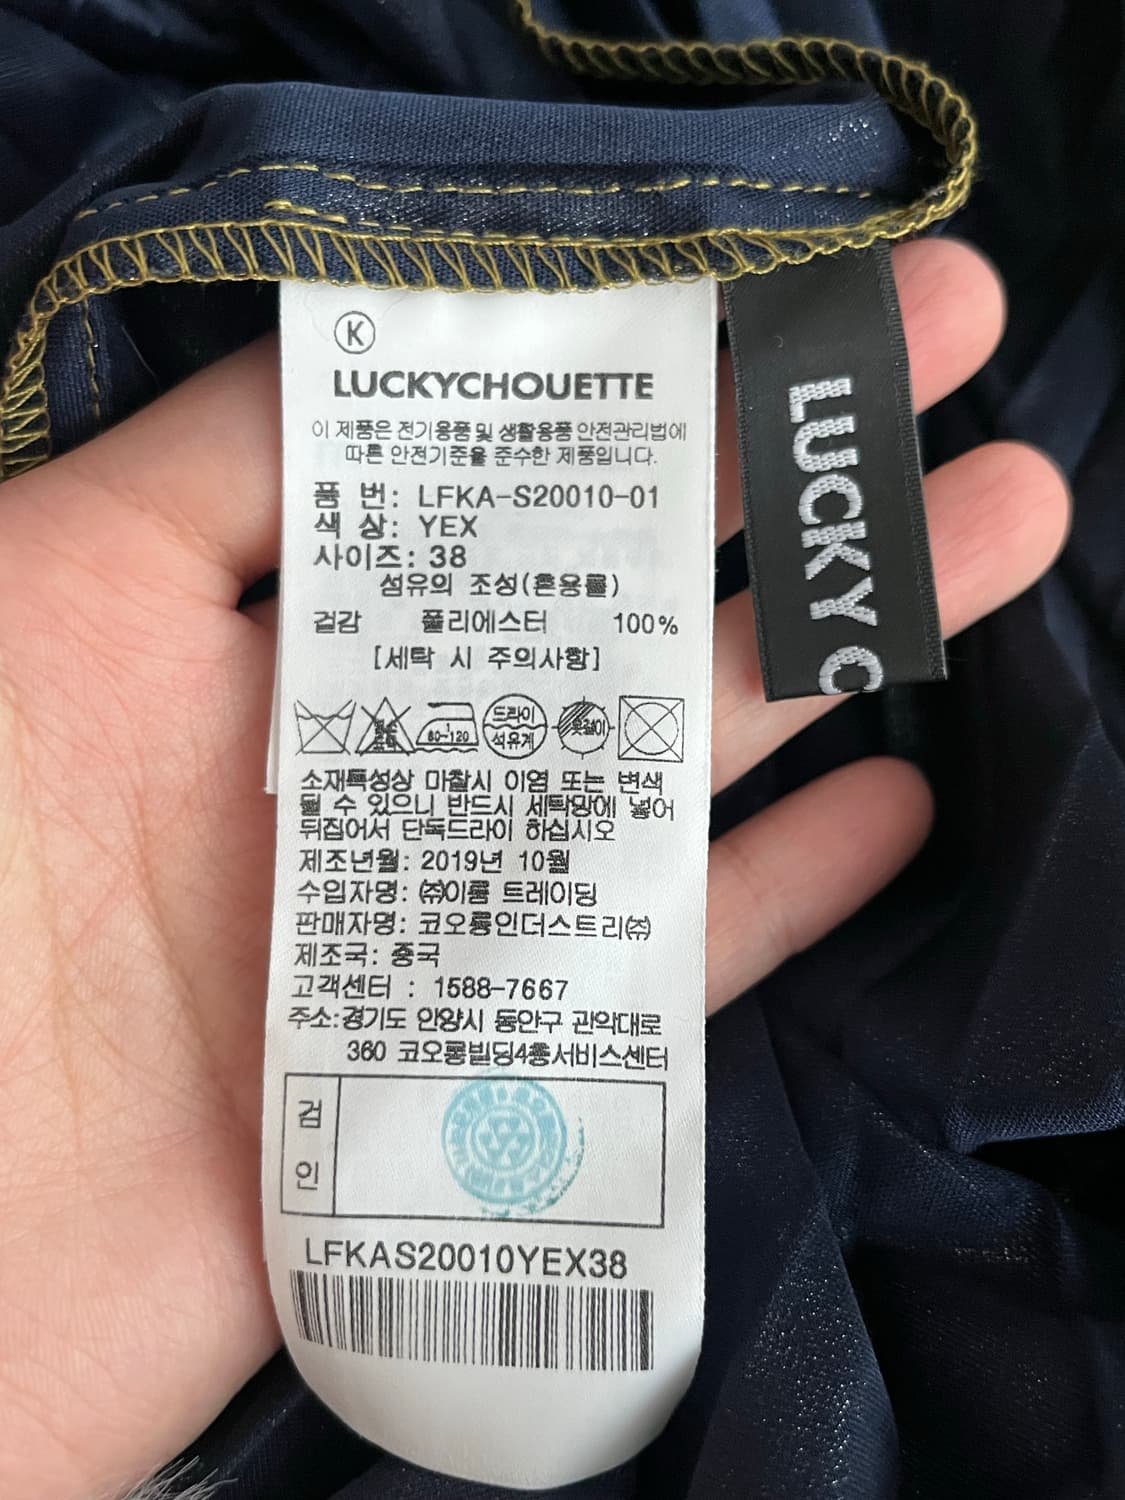 K
LUCKYCHOUETTE
이 제품은 전기용품 및 생활용품 안전관리법에
따른 안전기준을 준수한 제품입니다.
품 번: LFKA-S20010-01
색 상: YEX
사이즈: 38
섬유의 조성(혼용률)
겉감 폴리에스터 100%
[세탁 시 주의사항]
80~120
드라이
석유계
옷걸이
소재특성상 마찰시 이염 또는 변색
될 수 있으니 반드시 세탁망에 넣어
뒤집어서 단독드라이 하십시오
제조년월: 2019년 10월
수입자명: ㈜이룸 트레이딩
판매자명: 코오롱인더스트리㈜
제조국: 중국
고객센터 : 1588-7667
주소:경기도 안양시 동안구 관악대로
360 코오롱빌딩4층서비스센터
검
인
LFKAS20010YEX38
LUCKY C